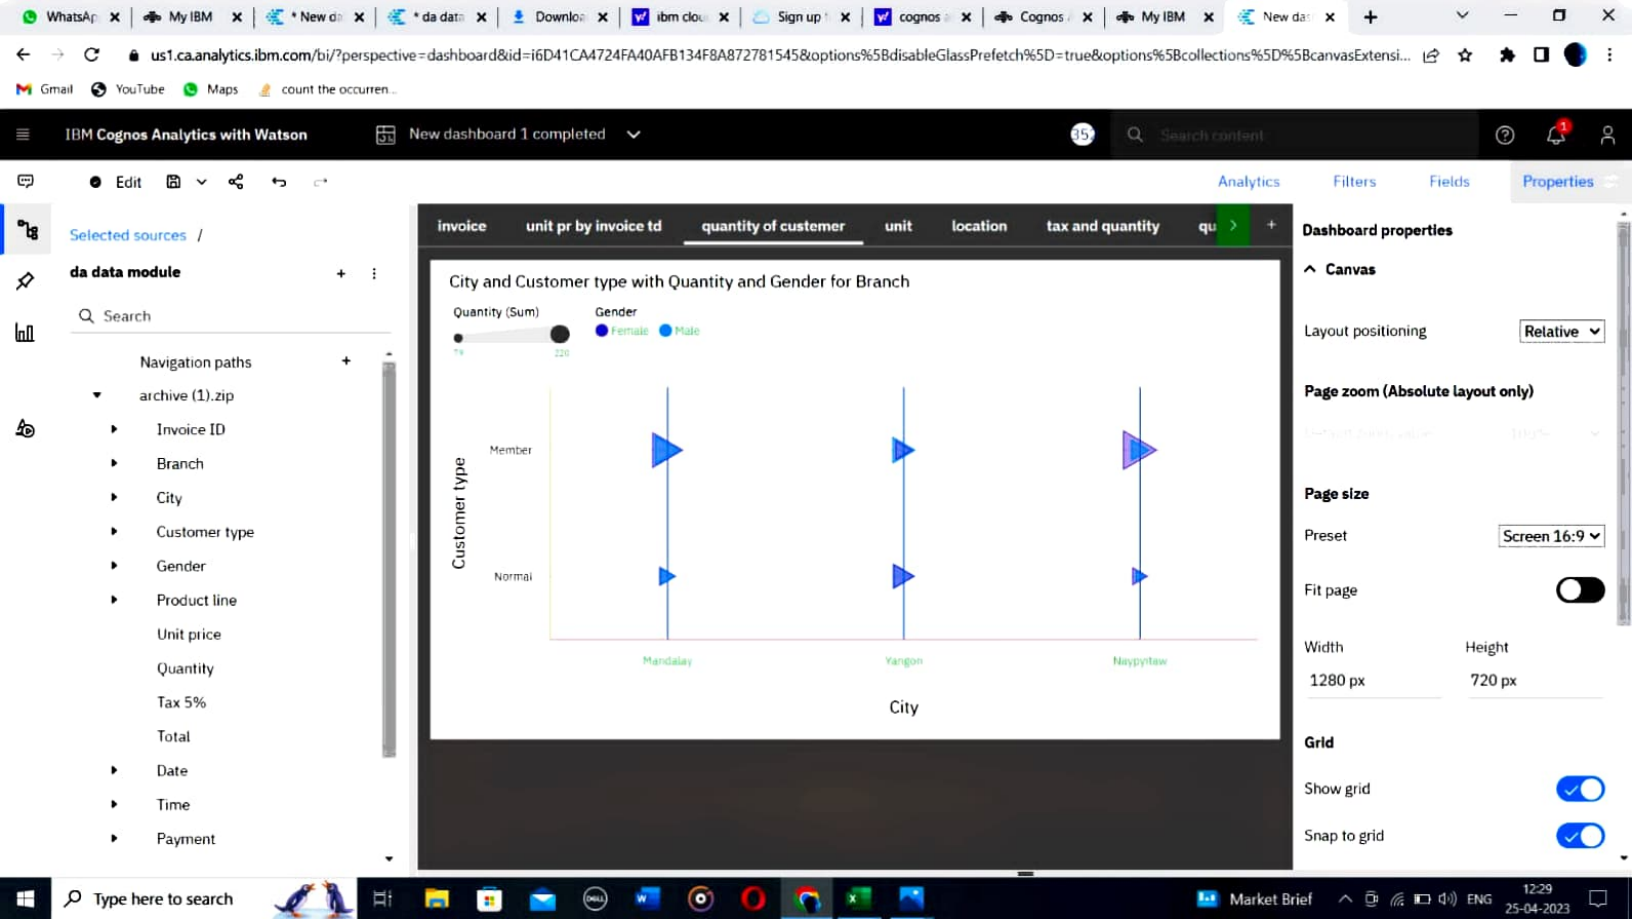 WhatsAp
My IBM
* New da
* da data
Downloa
ibm clou
Sign up
cognos
Cognos
My IBM
New das
us1.ca.analytics.ibm.com/bi/?perspective=dashboard&id=i6D41CA4724FA40AFB134F8A872781545&options%5BdisableGlassPrefetch%5D=true&options%5Bcollections%5D%5BcanvasExtensi...
Gmail
YouTube
Maps
count the occurren...
IBM Cognos Analytics with Watson
New dashboard 1 completed
Search content
1
Edit
Analytics
Filters
Fields
Properties
Selected sources /
da data module
Search
Navigation paths
archive (1).zip
Invoice ID
Branch
City
Customer type
Gender
Product line
Unit price
Quantity
Tax 5%
Total
Date
Time
Payment
invoice
unit pr by invoice td
quantity of custemer
unit
location
tax and quantity
qu
City and Customer type with Quantity and Gender for Branch
Quantity (Sum)
220
Gender
Female
Male
Customer type
Member
Normal
Mandalay
Yangon
Naypyitaw
City
Dashboard properties
Canvas
Layout positioning
Relative
Page zoom (Absolute layout only)
Page size
Preset
Screen 16:9
Fit page
Width
Height
1280 px
720 px
Grid
Show grid
Snap to grid
Type here to search
DELL
Market Brief
ENG
12:29
25-04-2023